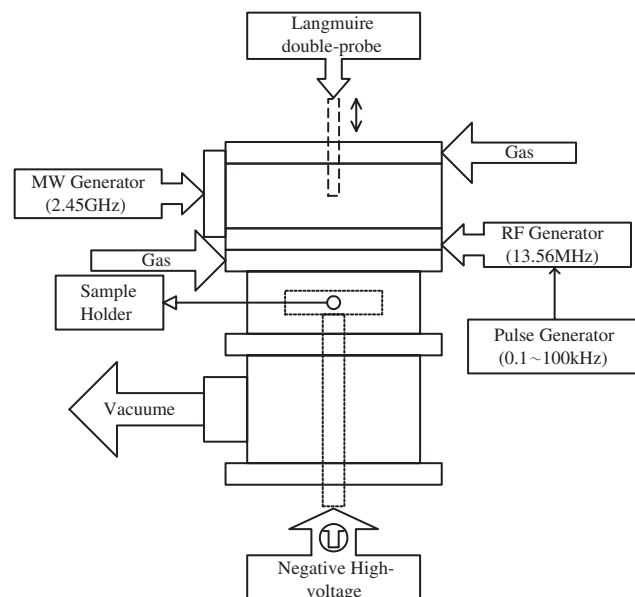 Langmuire
double-probe
Gas
MW Generator
(2.45GHz)
RF Generator
(13.56MHz)
Gas
Sample
Holder
Pulse Generator
(0.1~100kHz)
Vacuume
Negative High-
voltage